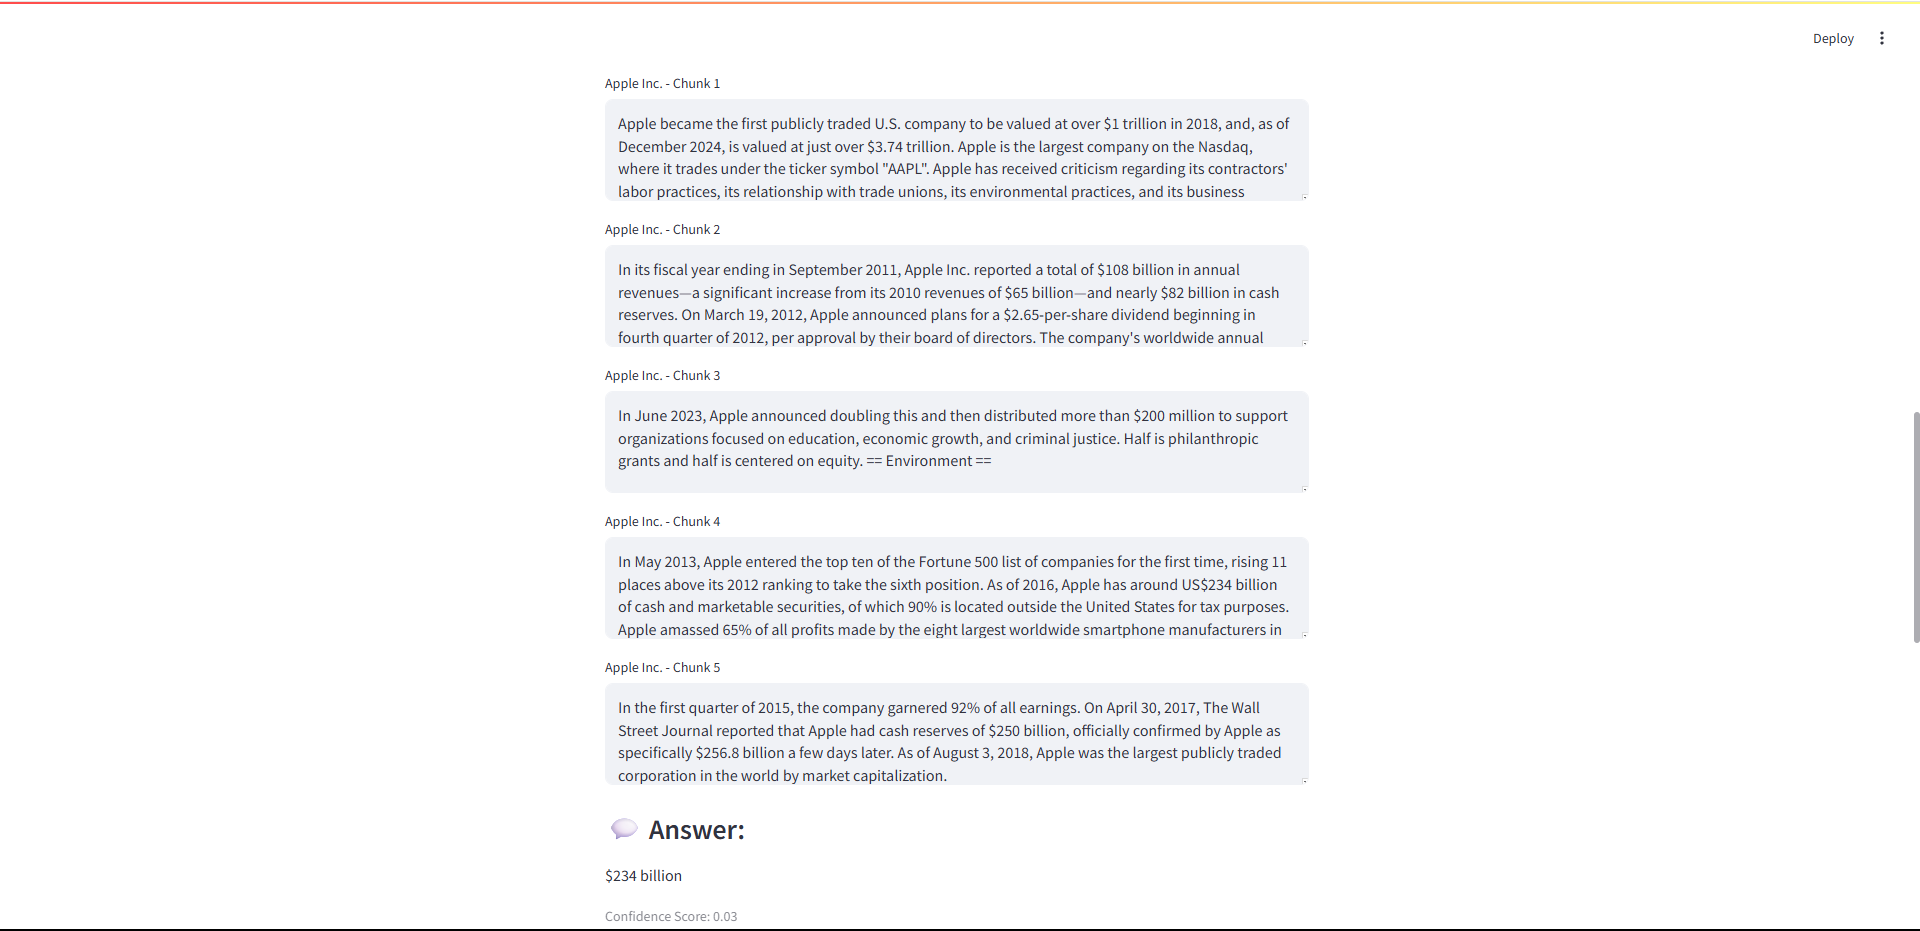 Deploy
Apple Inc. - Chunk 1
Apple became the first publicly traded U.S. company to be valued at over $1 trillion in 2018, and, as of
December 2024, is valued at just over $3.74 trillion. Apple is the largest company on the Nasdaq,
where it trades under the ticker symbol "AAPL". Apple has received criticism regarding its contractors'
labor practices, its relationship with trade unions, its environmental practices, and its business
Apple Inc. - Chunk 2
In its fiscal year ending in September 2011, Apple Inc. reported a total of $108 billion in annual
revenues—a significant increase from its 2010 revenues of $65 billion—and nearly $82 billion in cash
reserves. On March 19, 2012, Apple announced plans for a $2.65-per-share dividend beginning in
fourth quarter of 2012, per approval by their board of directors. The company's worldwide annual
Apple Inc. - Chunk 3
In June 2023, Apple announced doubling this and then distributed more than $200 million to support
organizations focused on education, economic growth, and criminal justice. Half is philanthropic
grants and half is centered on equity. == Environment ==
Apple Inc. - Chunk 4
In May 2013, Apple entered the top ten of the Fortune 500 list of companies for the first time, rising 11
places above its 2012 ranking to take the sixth position. As of 2016, Apple has around US$234 billion
of cash and marketable securities, of which 90% is located outside the United States for tax purposes.
Apple amassed 65% of all profits made by the eight largest worldwide smartphone manufacturers in
Apple Inc. - Chunk 5
In the first quarter of 2015, the company garnered 92% of all earnings. On April 30, 2017, The Wall
Street Journal reported that Apple had cash reserves of $250 billion, officially confirmed by Apple as
specifically $256.8 billion a few days later. As of August 3, 2018, Apple was the largest publicly traded
corporation in the world by market capitalization.
Answer:
$234 billion
Confidence Score: 0.03